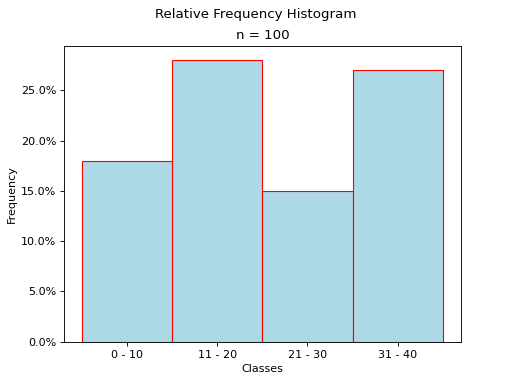 Relative Frequency Histogram
n = 100
25.0%
20.0%
15.0%
10.0%
5.0%
0.0%
Frequency
0 - 10 11 - 20 21 - 30 31 - 40
Classes